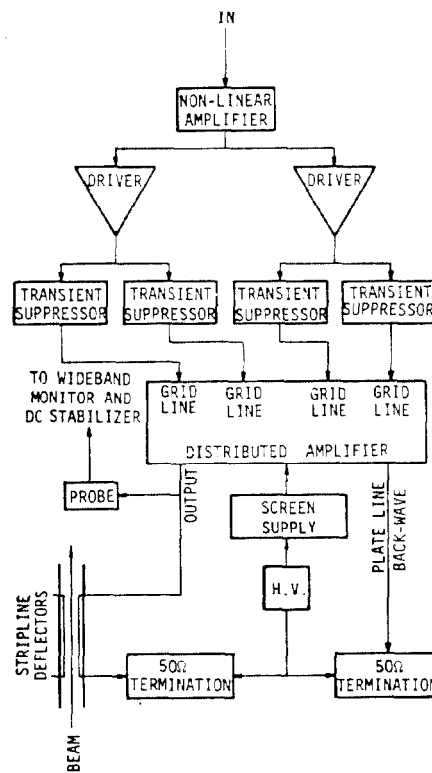 IN
NON-LINEAR
AMPLIFIER
DRIVER
DRIVER
TRANSIENT
SUPPRESSOR
TRANSIENT
SUPPRESSOR
TRANSIENT
SUPPRESSOR
TRANSIENT
SUPPRESSOR
TO WIDEBAND
MONITOR AND
DC STABILIZER
GRID
LINE
GRID
LINE
GRID
LINE
GRID
LINE
DISTRIBUTED AMPLIFIER
PROBE
OUTPUT
SCREEN
SUPPLY
PLATE LINE
BACK-WAVE
H.V.
STRIPLINE
DEFLECTORS
50Ω
TERMINATION
50Ω
TERMINATION
BEAM